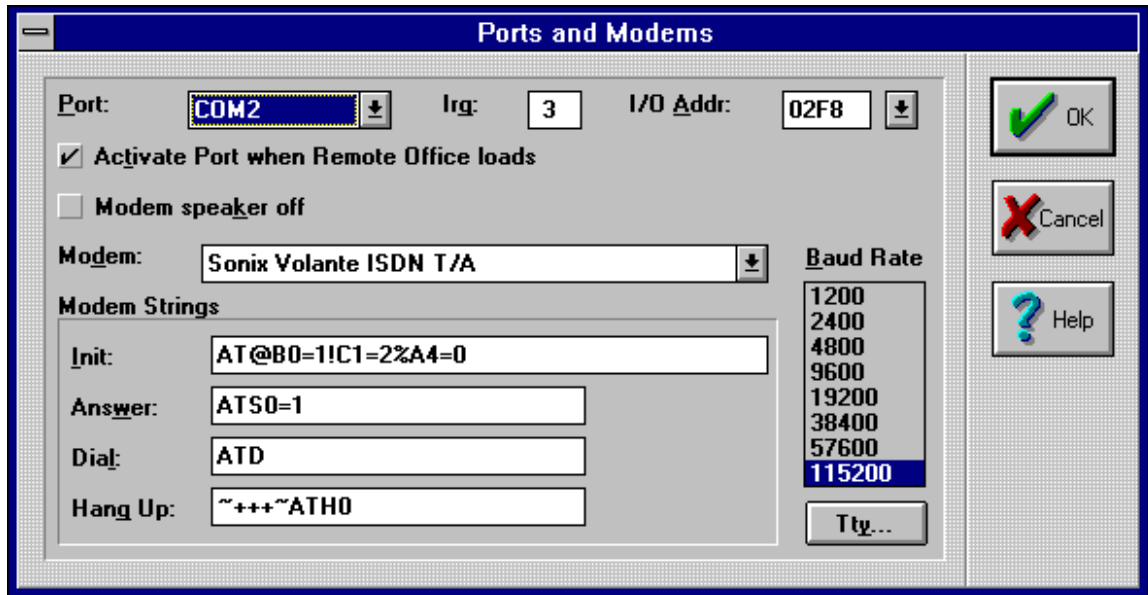 Ports and Modems
Port: COM2 Irq: 3 I/O Addr: 02F8
OK
Activate Port when Remote Office loads
Modem speaker off
Cancel
Modem: Sonix Volante ISDN T/A
Baud Rate
Modem Strings
1200
2400
4800
9600
19200
38400
57600
115200
Help
Init: AT@B0=1!C1=2%A4=0
Answer: ATS0=1
Dial: ATD
Hang Up: ~+++~ATH0
Tty...